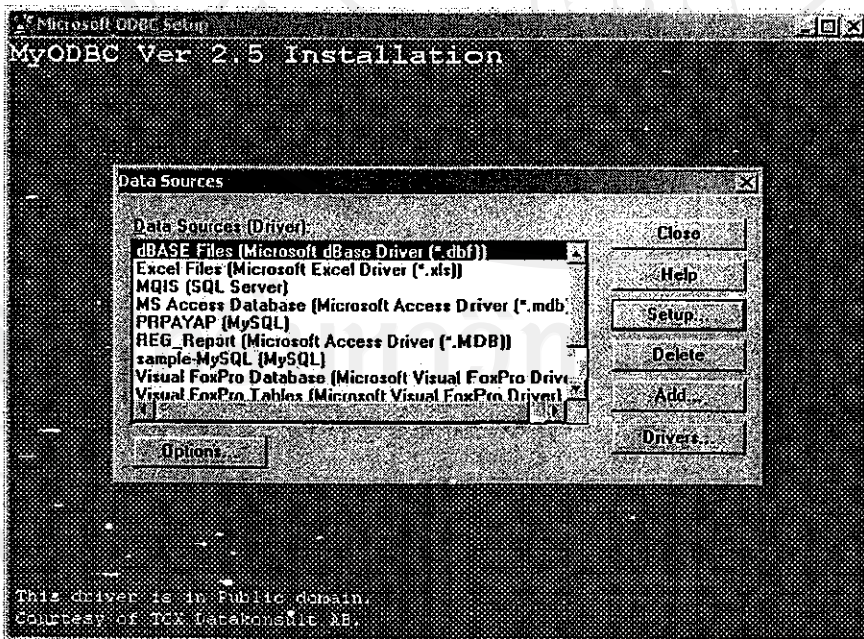 Microsoft ODBC Setup
MyODBC Ver 2.5 Installation
Data Sources
Data Sources (Driver):
dBASE Files (Microsoft dBase Driver (*.dbf))
Excel Files (Microsoft Excel Driver (*.xls))
MQIS (SQL Server)
MS Access Database (Microsoft Access Driver (*.mdb)
PRPAYAP (MySQL)
REG_Report (Microsoft Access Driver (*.MDB))
sample-MySQL (MySQL)
Visual FoxPro Database (Microsoft Visual FoxPro Drive
Visual FoxPro Tables (Microsoft Visual FoxPro Driver)
Close
Help
Setup...
Delete
Add...
Drivers...
Options...
This driver is in Public domain.
Courtesy of TCX Datakonsult AB.